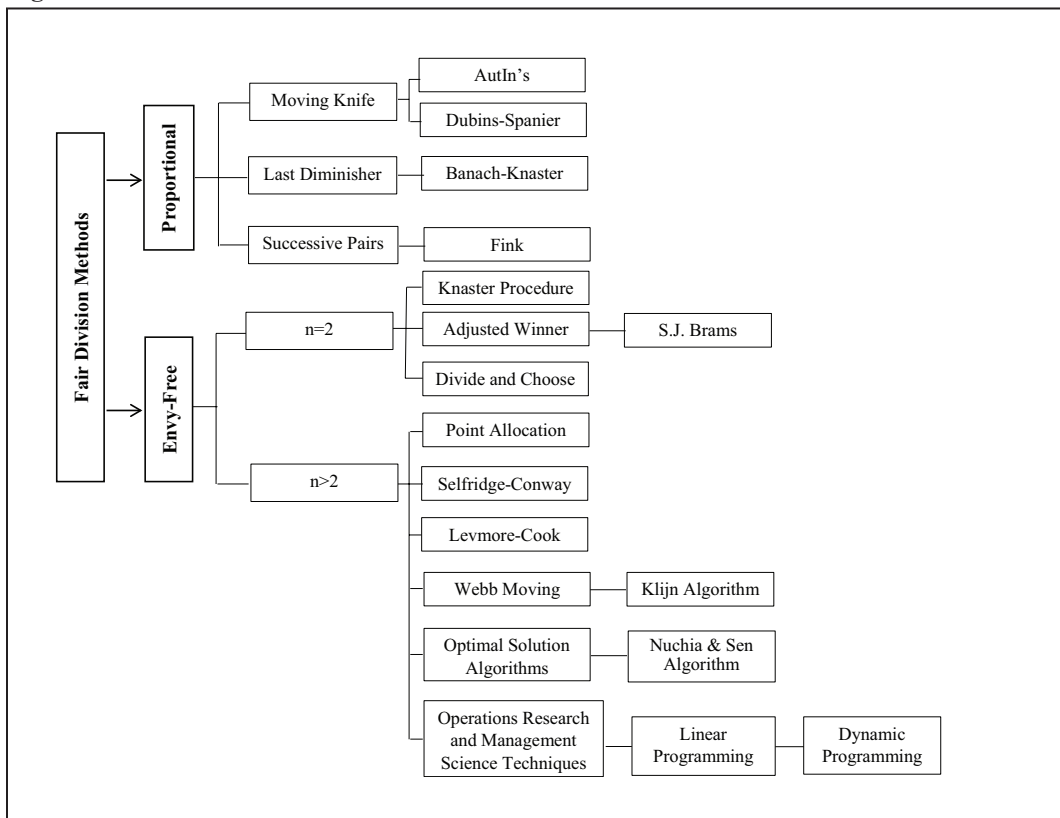 Fair Division Methods
Proportional
Moving Knife
AutIn's
Dubins-Spanier
Last Diminisher
Banach-Knaster
Successive Pairs
Fink
Envy-Free
n=2
Knaster Procedure
Adjusted Winner
S.J. Brams
Divide and Choose
n>2
Point Allocation
Selfridge-Conway
Levmore-Cook
Webb Moving
Klijn Algorithm
Optimal Solution
Algorithms
Nuchia & Sen
Algorithm
Operations Research
and Management
Science Techniques
Linear
Programming
Dynamic
Programming